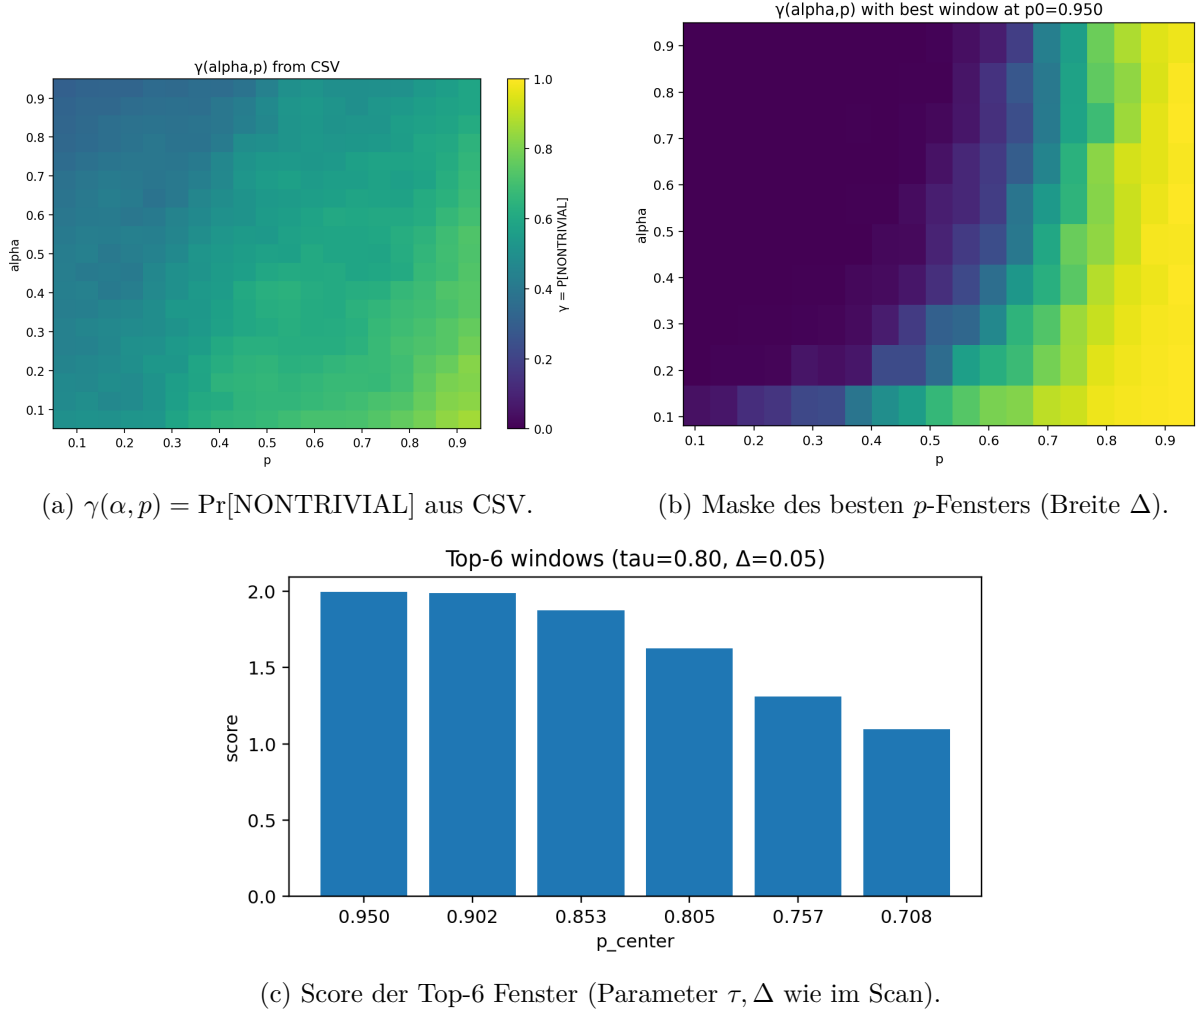 γ(alpha,p) from CSV
alpha
0.9
0.8
0.7
0.6
0.5
0.4
0.3
0.2
0.1
0.1 0.2 0.3 0.4 0.5 0.6 0.7 0.8 0.9
p
1.0
0.8
0.6
0.4
0.2
0.0
γ = P[NONTRIVIAL]
(a) γ(α, p) = Pr[NONTRIVIAL] aus CSV.
γ(alpha,p) with best window at p0=0.950
alpha
0.9
0.8
0.7
0.6
0.5
0.4
0.3
0.2
0.1
0.1 0.2 0.3 0.4 0.5 0.6 0.7 0.8 0.9
p
(b) Maske des besten p-Fensters (Breite Δ).
Top-6 windows (tau=0.80, Δ=0.05)
score
2.0
1.5
1.0
0.5
0.0
0.950 0.902 0.853 0.805 0.757 0.708
p_center
(c) Score der Top-6 Fenster (Parameter τ, Δ wie im Scan).